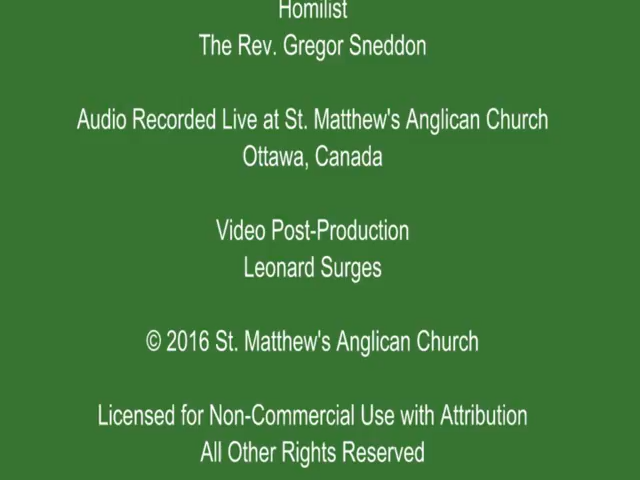 Homilist
The Rev. Gregor Sneddon
Audio Recorded Live at St. Matthew's Anglican Church
Ottawa, Canada
Video Post-Production
Leonard Surges
© 2016 St. Matthew's Anglican Church
Licensed for Non-Commercial Use with Attribution
All Other Rights Reserved